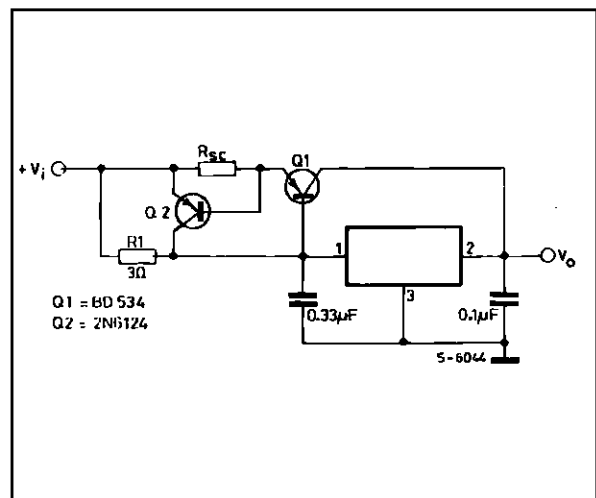 Rsc Q1
+ Vi
Q 2
R1
3Ω
1 2
Vo
3
Q1 = BD 534
Q2 = 2N6124
0.33µF
0.1µF
S-6044